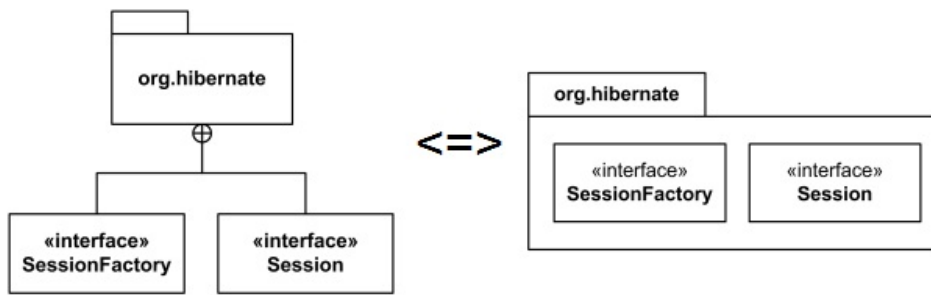 org.hibernate
«interface»
SessionFactory
«interface»
Session
<=>
org.hibernate
«interface»
SessionFactory
«interface»
Session